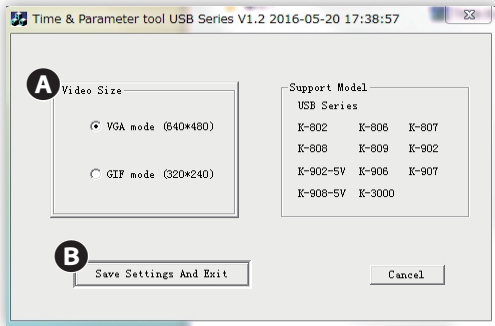 Time & Parameter tool USB Series V1.2 2016-05-20 17:38:57
A
Video Size
VGA mode (640*480)
GIF mode (320*240)
Support Model
USB Series
K-802 K-806 K-807
K-808 K-809 K-902
K-902-5V K-906 K-907
K-908-5V K-3000
B
Save Settings And Exit
Cancel